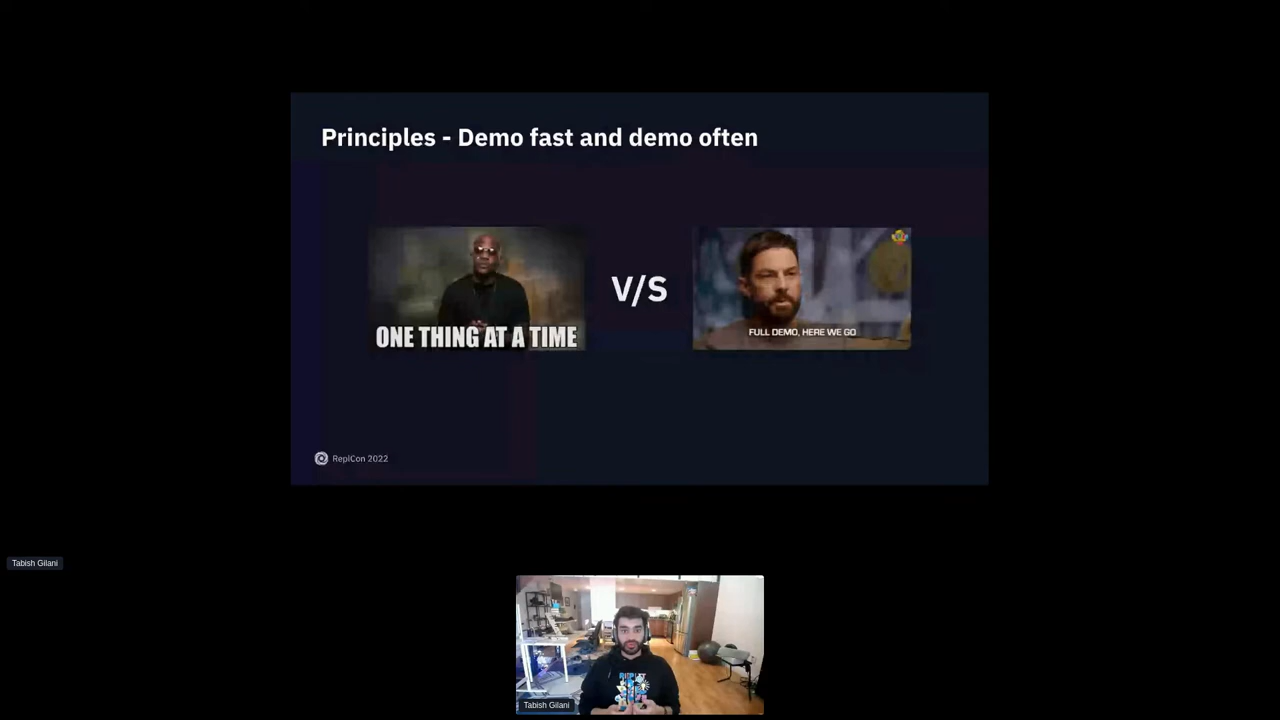 Principles - Demo fast and demo often
ONE THING AT A TIME
V/S
FULL DEMO, HERE WE GO
ReplCon 2022
Tabish Gilani
Tabish Gilani